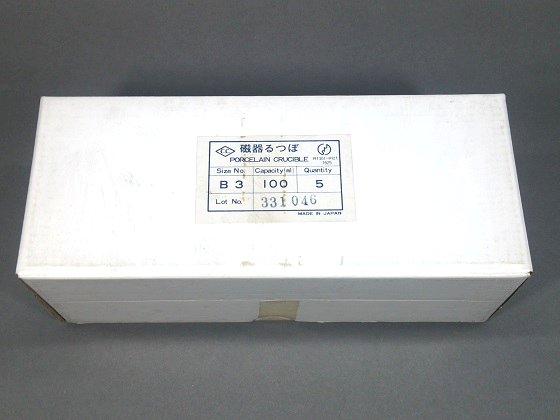 磁器るつぼ
PORCELAIN CRUCIBLE
Size No. Capacity(ml) Quantity
B3 100 5
Lot No. 331046
MADE IN JAPAN